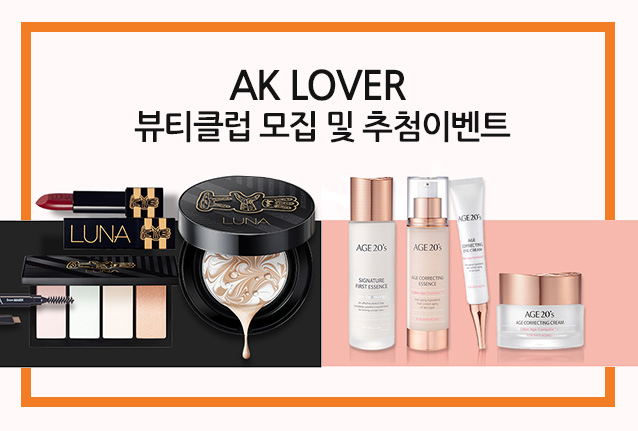 AK LOVER
뷰티클럽 모집 및 추첨이벤트
LUNA
LUNA
AGE 20's
SIGNATURE
FIRST ESSENCE
AGE 20's
AGE CORRECTING
ESSENCE
AGE 20's
AGE
CORRECTING
EYE CREAM
AGE 20's
AGE CORRECTING CREAM